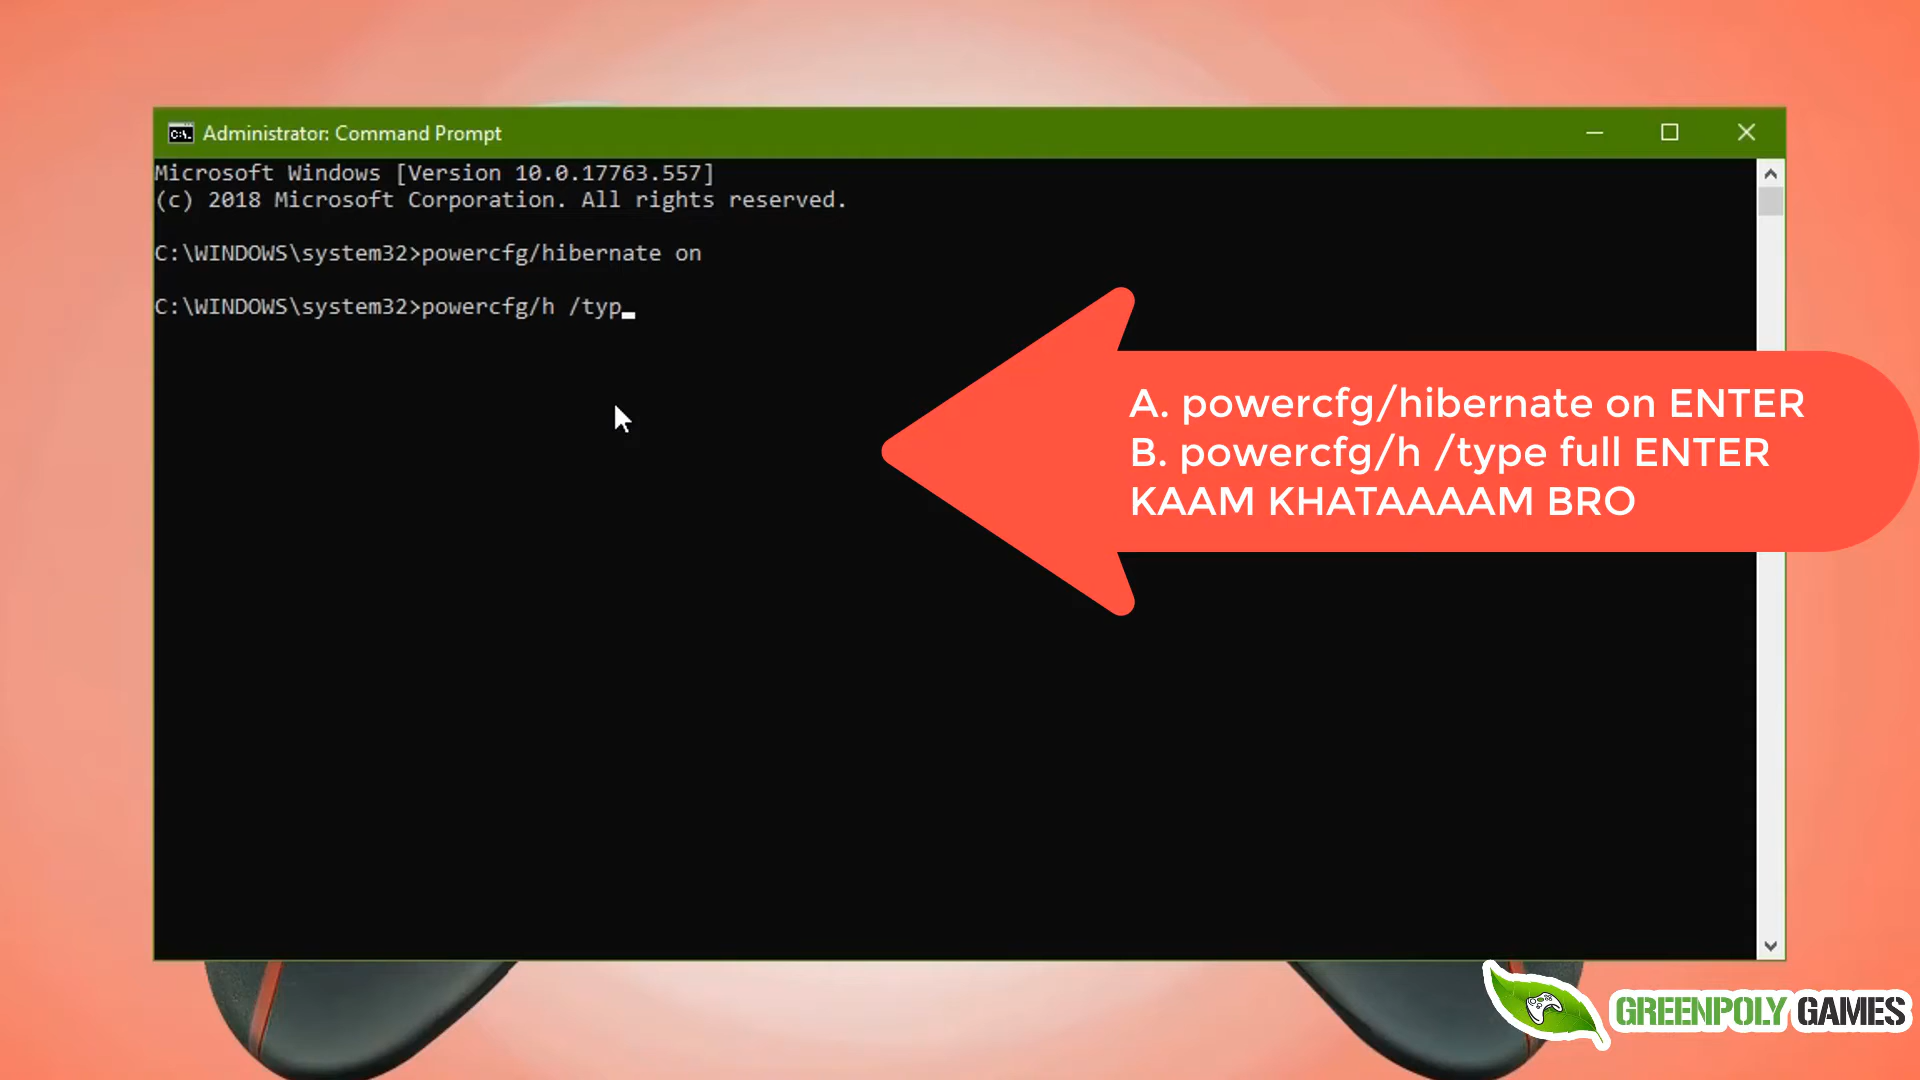 Administrator: Command Prompt
Microsoft Windows [Version 10.0.17763.557]
(c) 2018 Microsoft Corporation. All rights reserved.
C:\WINDOWS\system32>powercfg/hibernate on
C:\WINDOWS\system32>powercfg/h /typ
A. powercfg/hibernate on ENTER
B. powercfg/h /type full ENTER
KAAM KHATAAAAM BRO
GREENPOLY GAMES